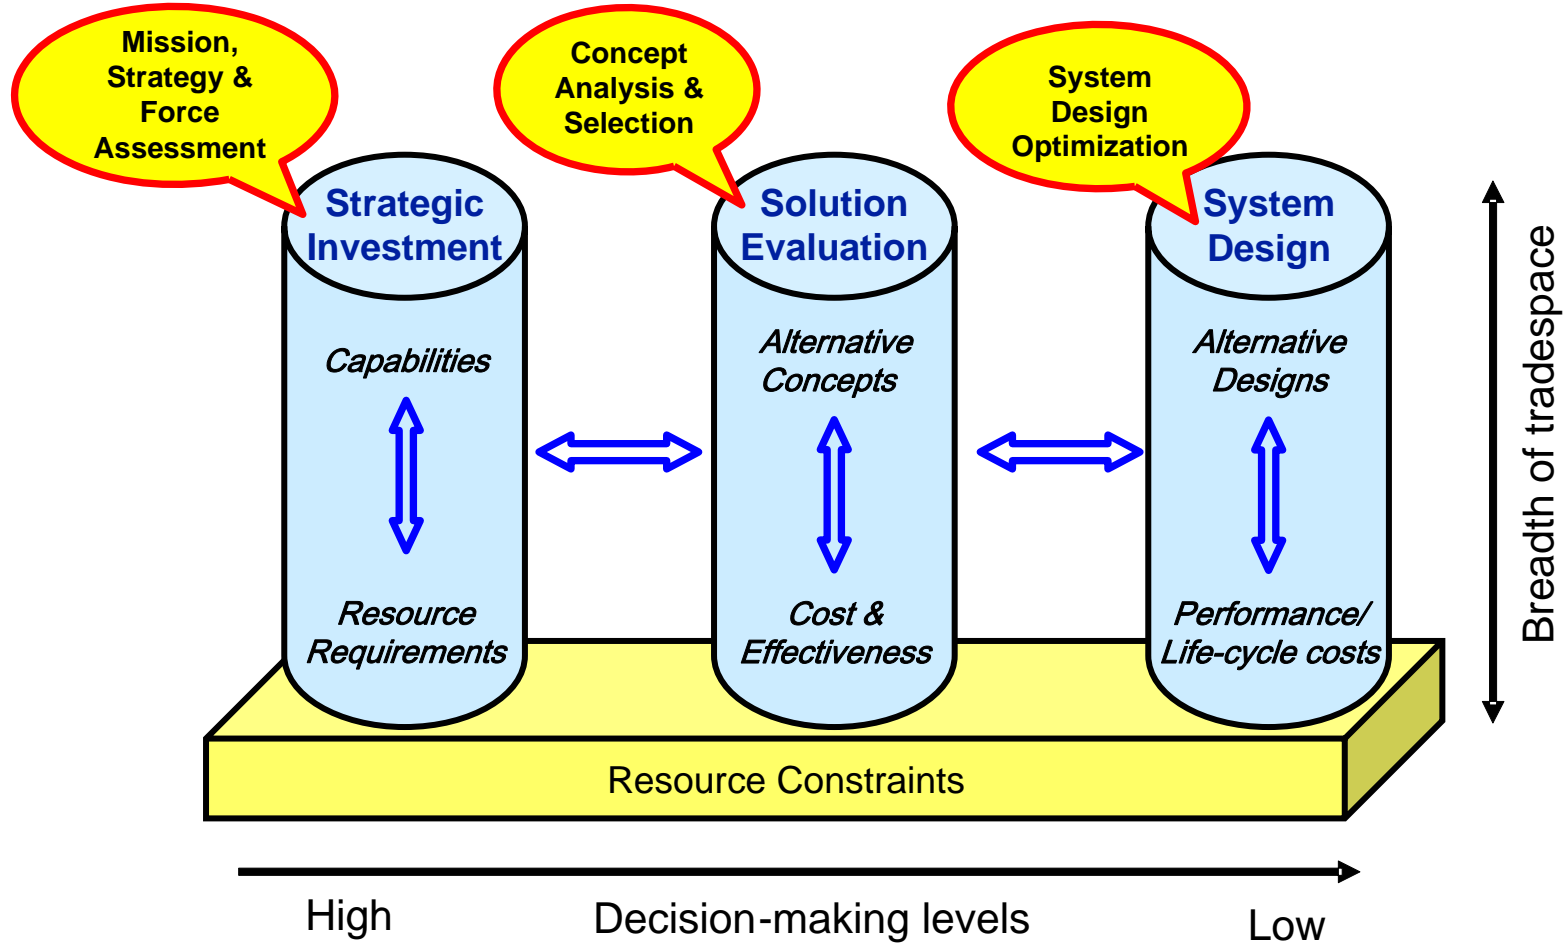 Mission,
Strategy &
Force
Assessment
Concept
Analysis &
Selection
System
Design
Optimization
Strategic
Investment
Solution
Evaluation
System
Design
Capabilities
Alternative
Concepts
Alternative
Designs
Resource
Requirements
Cost &
Effectiveness
Performance/
Life-cycle costs
Breadth of tradespace
Resource Constraints
High
Decision-making levels
Low